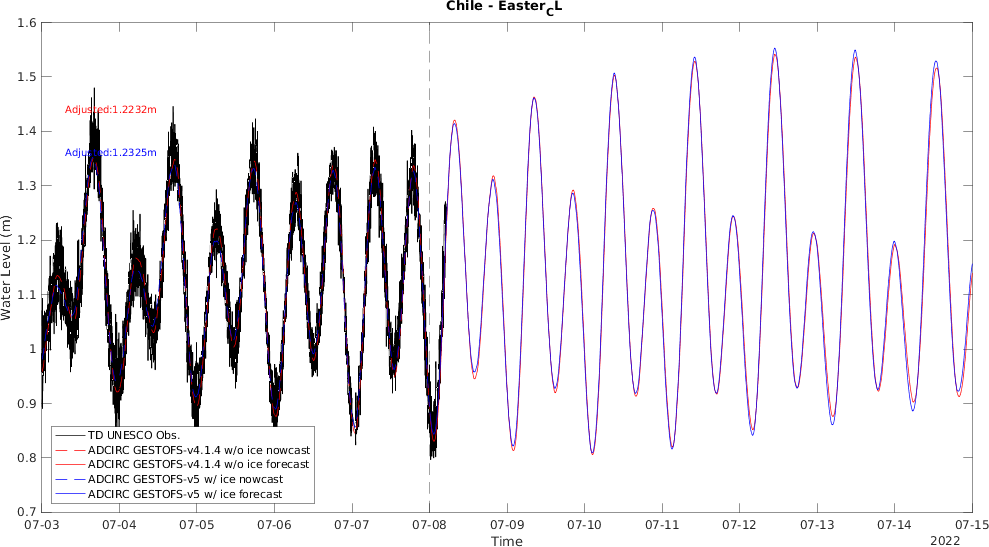 Chile - Easter_CL
1.6
1.5
1.4
1.3
1.2
1.1
1
0.9
0.8
0.7
Water Level (m)
Adjusted:1.2232m
Adjusted:1.2325m
TD UNESCO Obs.
ADCIRC GESTOFS-v4.1.4 w/o ice nowcast
ADCIRC GESTOFS-v4.1.4 w/o ice forecast
ADCIRC GESTOFS-v5 w/ ice nowcast
ADCIRC GESTOFS-v5 w/ ice forecast
07-03 07-04 07-05 07-06 07-07 07-08 07-09 07-10 07-11 07-12 07-13 07-14 07-15
Time
2022